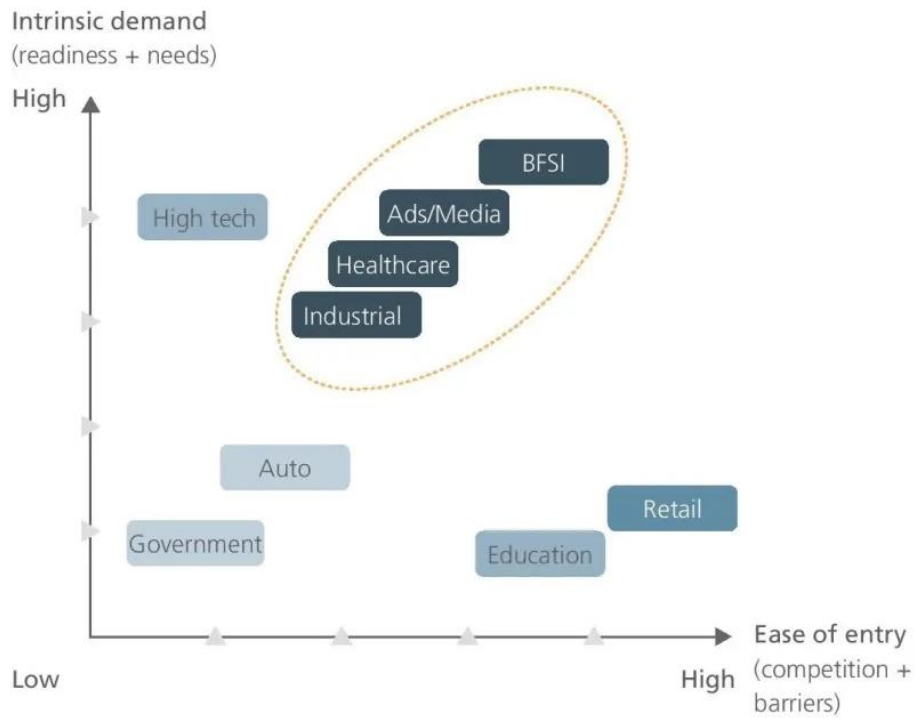 Intrinsic demand
(readiness + needs)
High
BFSI
High tech
Ads/Media
Healthcare
Industrial
Auto
Retail
Government
Education
Ease of entry
(competition +
barriers)
Low
High